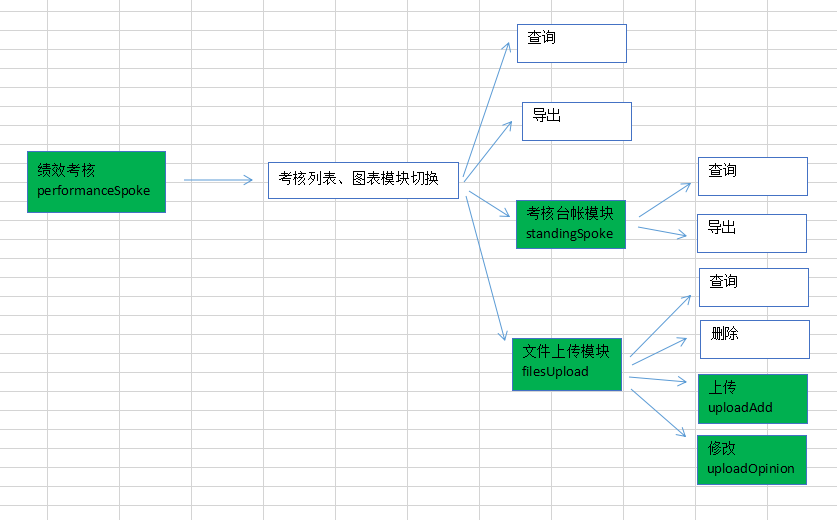 绩效考核
performanceSpoke
考核列表、图表模块切换
查询
导出
考核台帐模块
standingSpoke
查询
导出
文件上传模块
filesUpload
查询
删除
上传
uploadAdd
修改
uploadOpinion